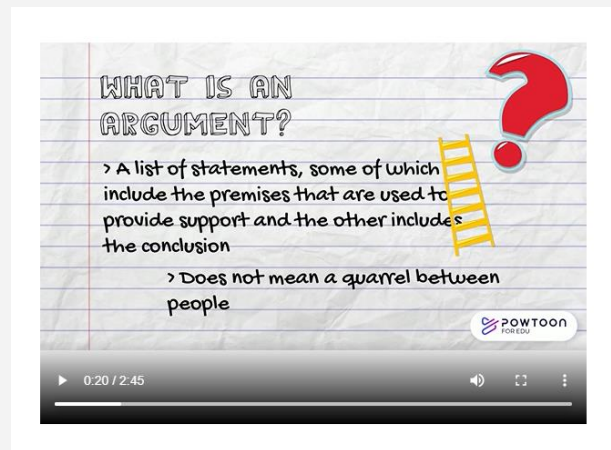 WHAT IS AN
ARGUMENT?
> A list of statements, some of which
include the premises that are used to
provide support and the other includes
the conclusion
> Does not mean a quarrel between
people
POWTOON
FOR EDU
0:20 / 2:45